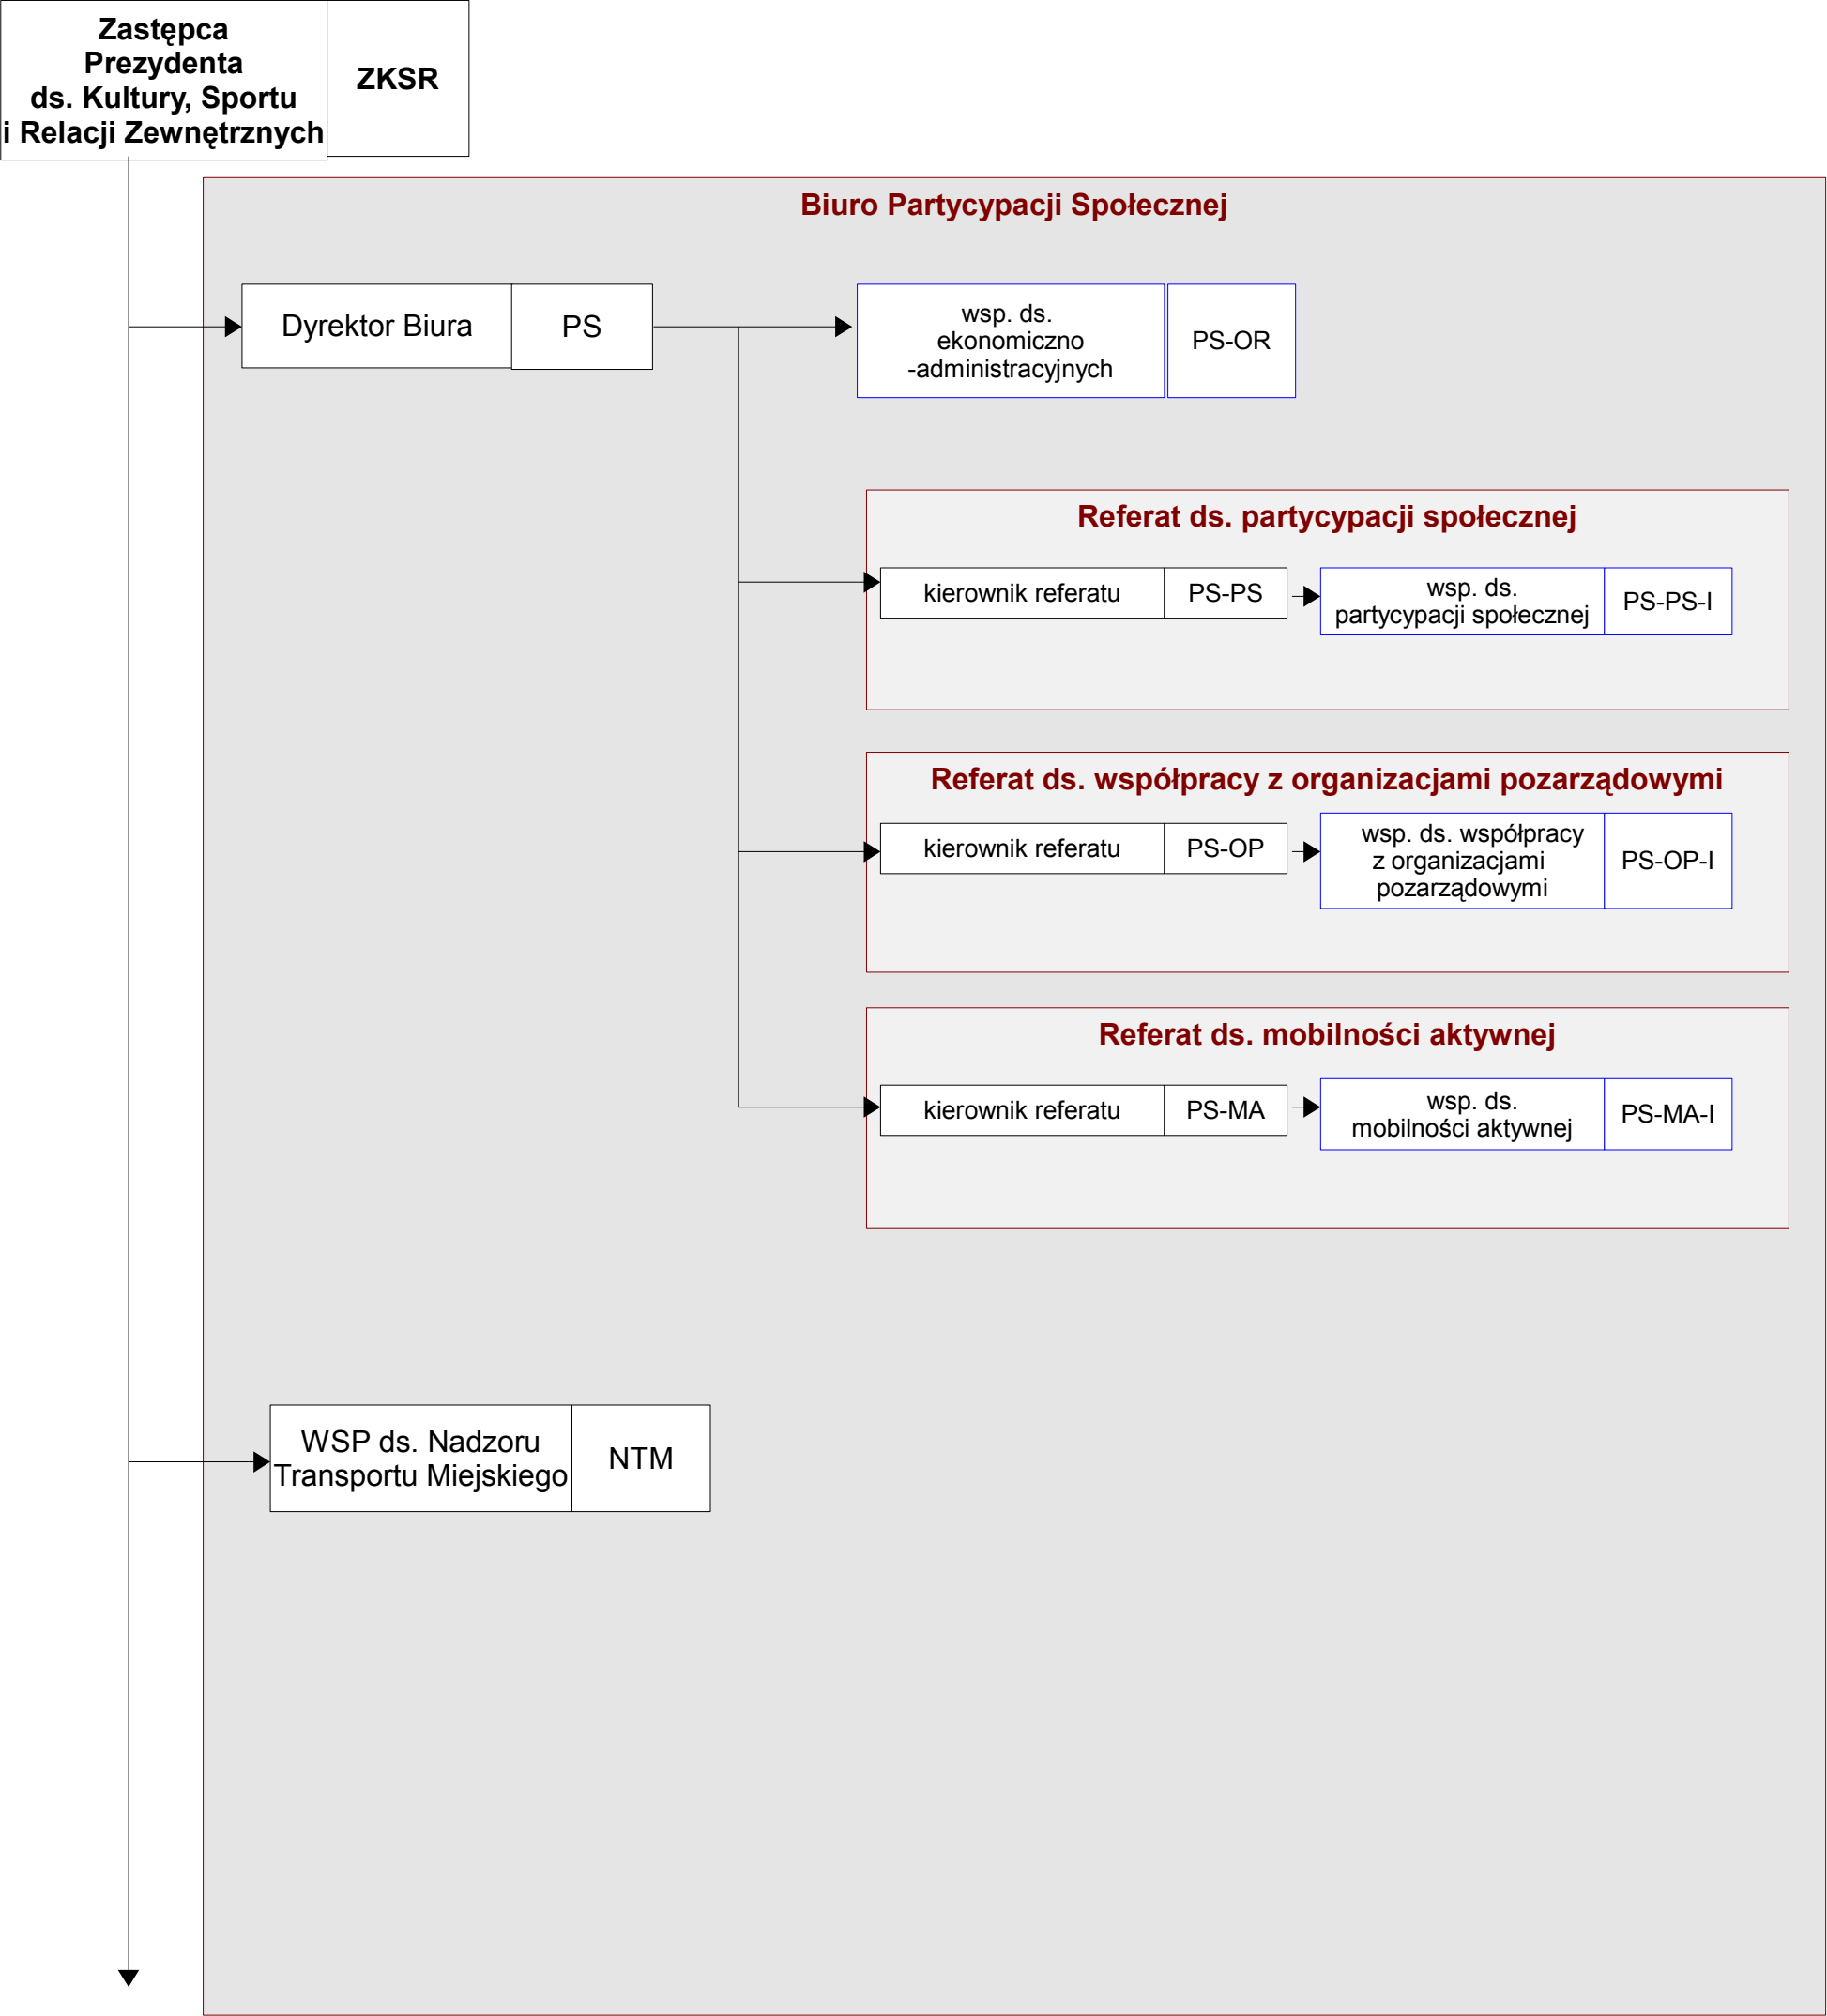 Zastępca
Prezydenta
ds. Kultury, Sportu
i Relacji Zewnętrznych
ZKSR
Biuro Partycypacji Społecznej
Dyrektor Biura
PS
wsp. ds.
ekonomiczno
-administracyjnych
PS-OR
Referat ds. partycypacji społecznej
kierownik referatu
PS-PS
wsp. ds.
partycypacji społecznej
PS-PS-I
Referat ds. współpracy z organizacjami pozarządowymi
kierownik referatu
PS-OP
wsp. ds. współpracy
z organizacjami
pozarządowymi
PS-OP-I
Referat ds. mobilności aktywnej
kierownik referatu
PS-MA
wsp. ds.
mobilności aktywnej
PS-MA-I
WSP ds. Nadzoru
Transportu Miejskiego
NTM